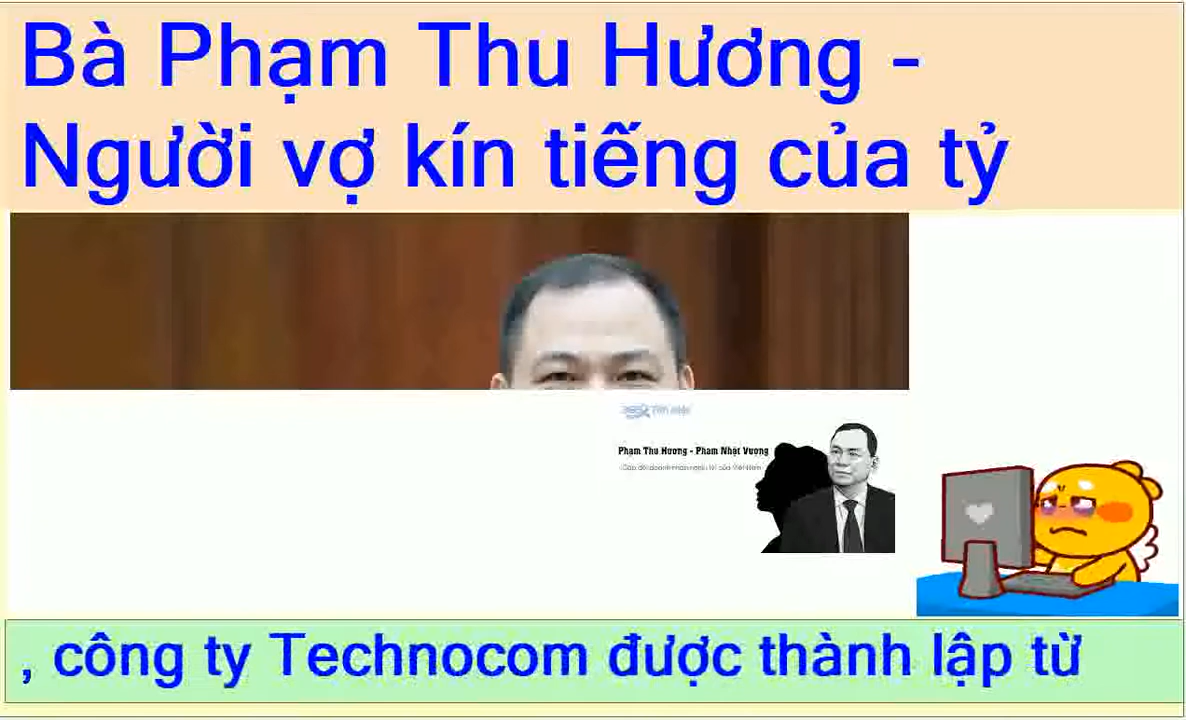 Bà Phạm Thu Hương -
Người vợ kín tiếng của tỷ
Phạm Thu Hương - Phạm Nhật Vượng
, công ty Technocom được thành lập từ